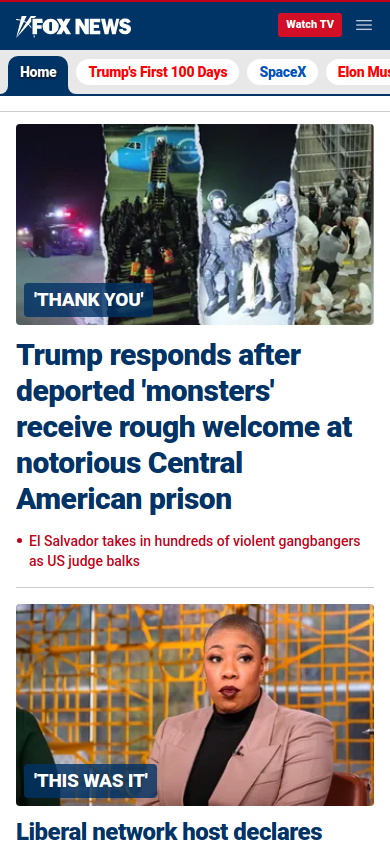 FOX NEWS
Watch TV
Home
Trump's First 100 Days
SpaceX
Elon Mus
'THANK YOU'
Trump responds after
deported 'monsters'
receive rough welcome at
notorious Central
American prison
• El Salvador takes in hundreds of violent gangbangers
as US judge balks
'THIS WAS IT'
Liberal network host declares